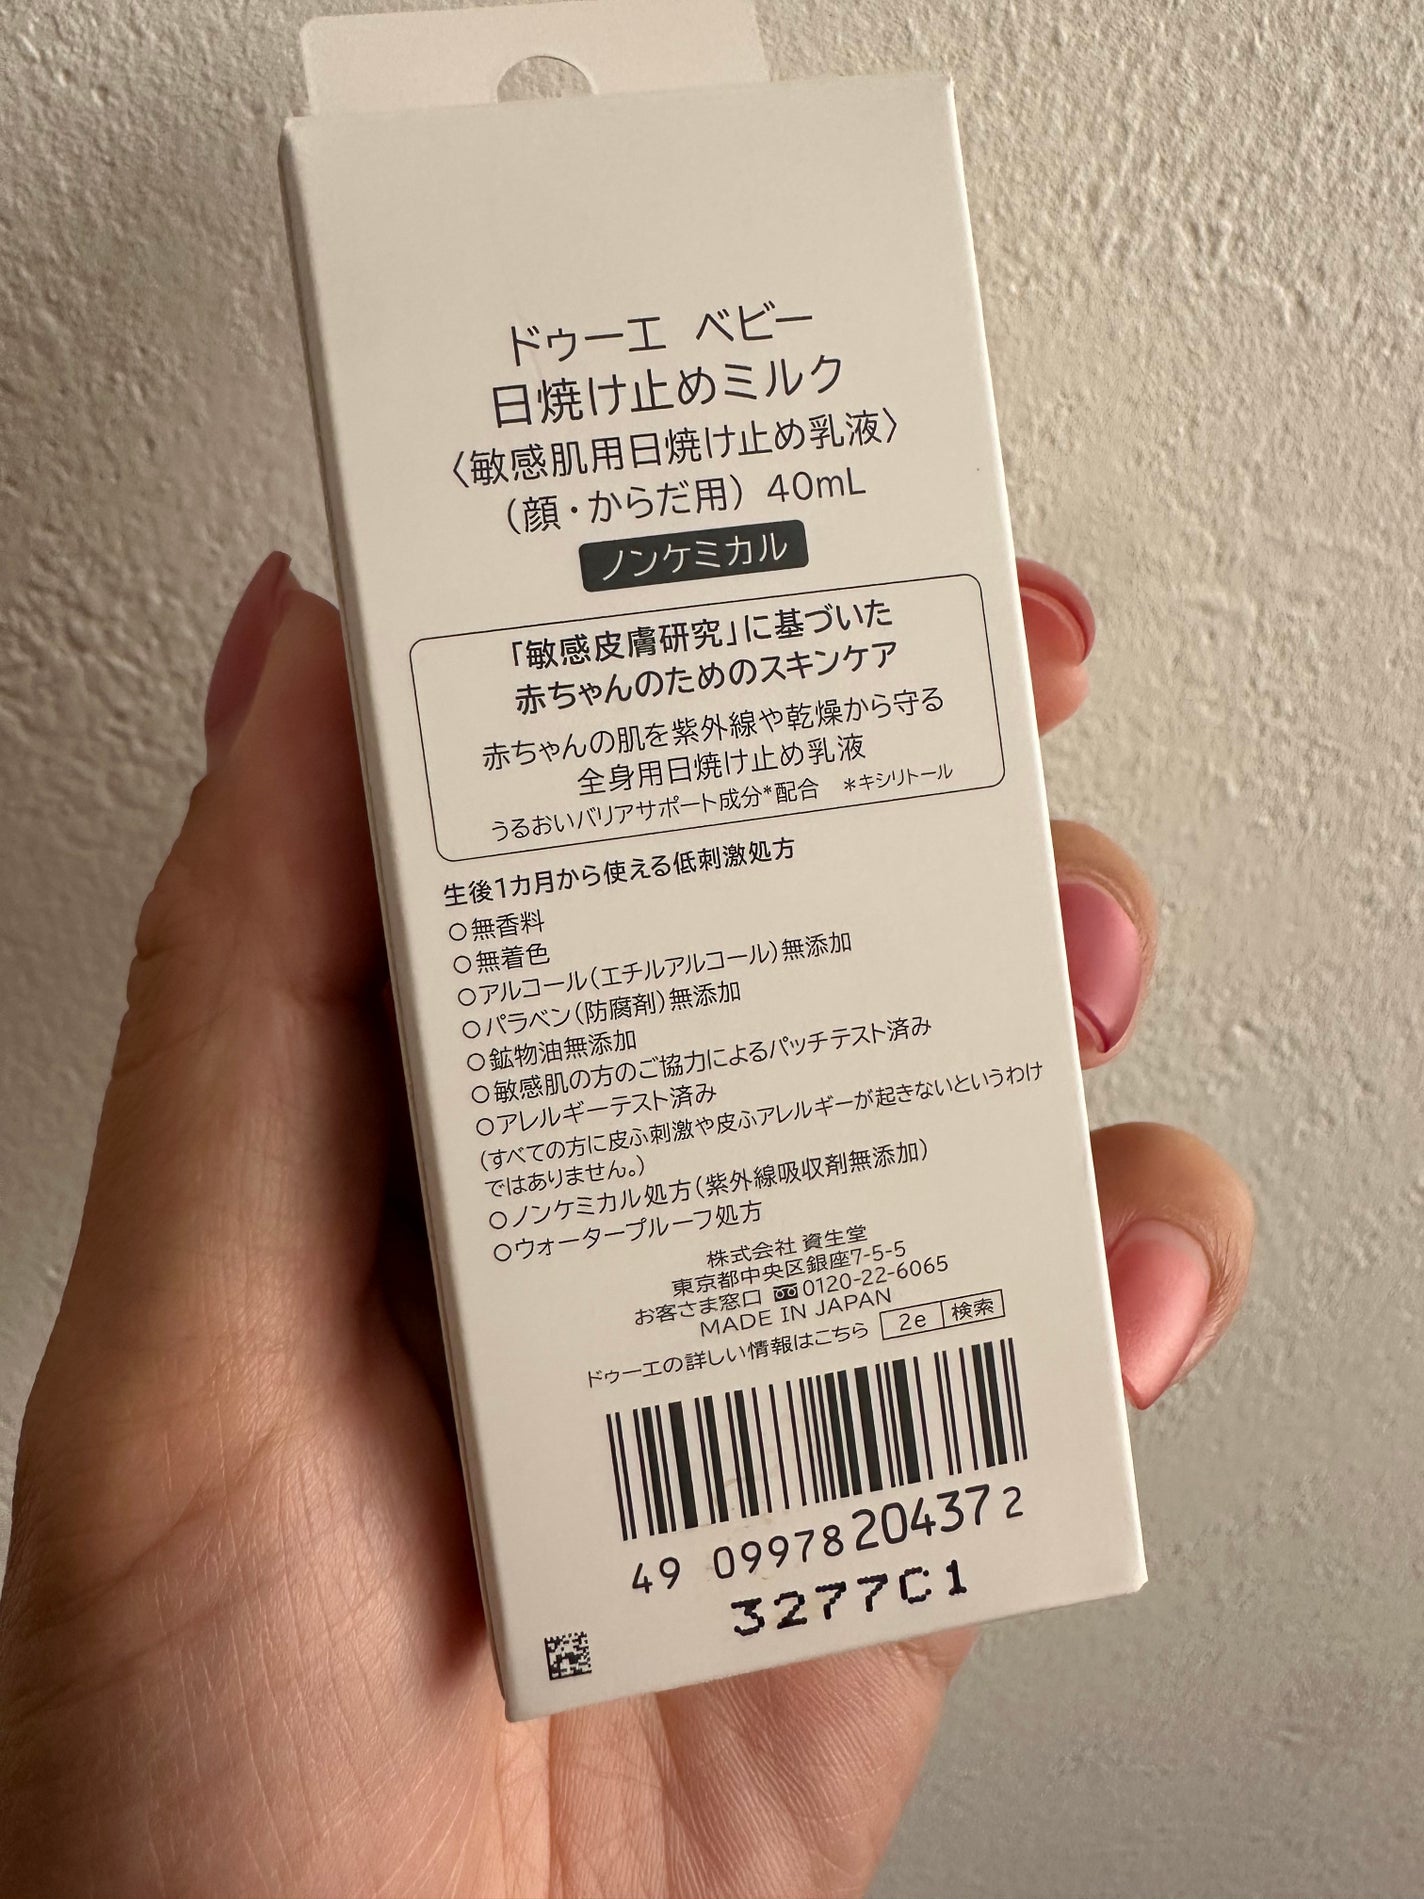 ドゥーエ ベビー
日焼け止めミルク
〈敏感肌用日焼け止め乳液〉
（顔・からだ用） 40mL
ノンケミカル
「敏感皮膚研究」に基づいた
赤ちゃんのためのスキンケア
赤ちゃんの肌を紫外線や乾燥から守る
全身用日焼け止め乳液
うるおいバリアサポート成分*配合 *キシリトール
生後1カ月から使える低刺激処方
○無香料
○無着色
○アルコール（エチルアルコール）無添加
○パラベン（防腐剤）無添加
○鉱物油無添加
○敏感肌の方のご協力によるパッチテスト済み
○アレルギーテスト済み
（すべての方に皮ふ刺激や皮ふアレルギーが起きないというわけ
ではありません。）
○ノンケミカル処方（紫外線吸収剤無添加）
○ウォータープルーフ処方
株式会社 資生堂
東京都中央区銀座7-5-5
お客さま窓口 0120-22-6065
MADE IN JAPAN
ドゥーエの詳しい情報はこちら 2e 検索
49 09978 20437 2
3277C1